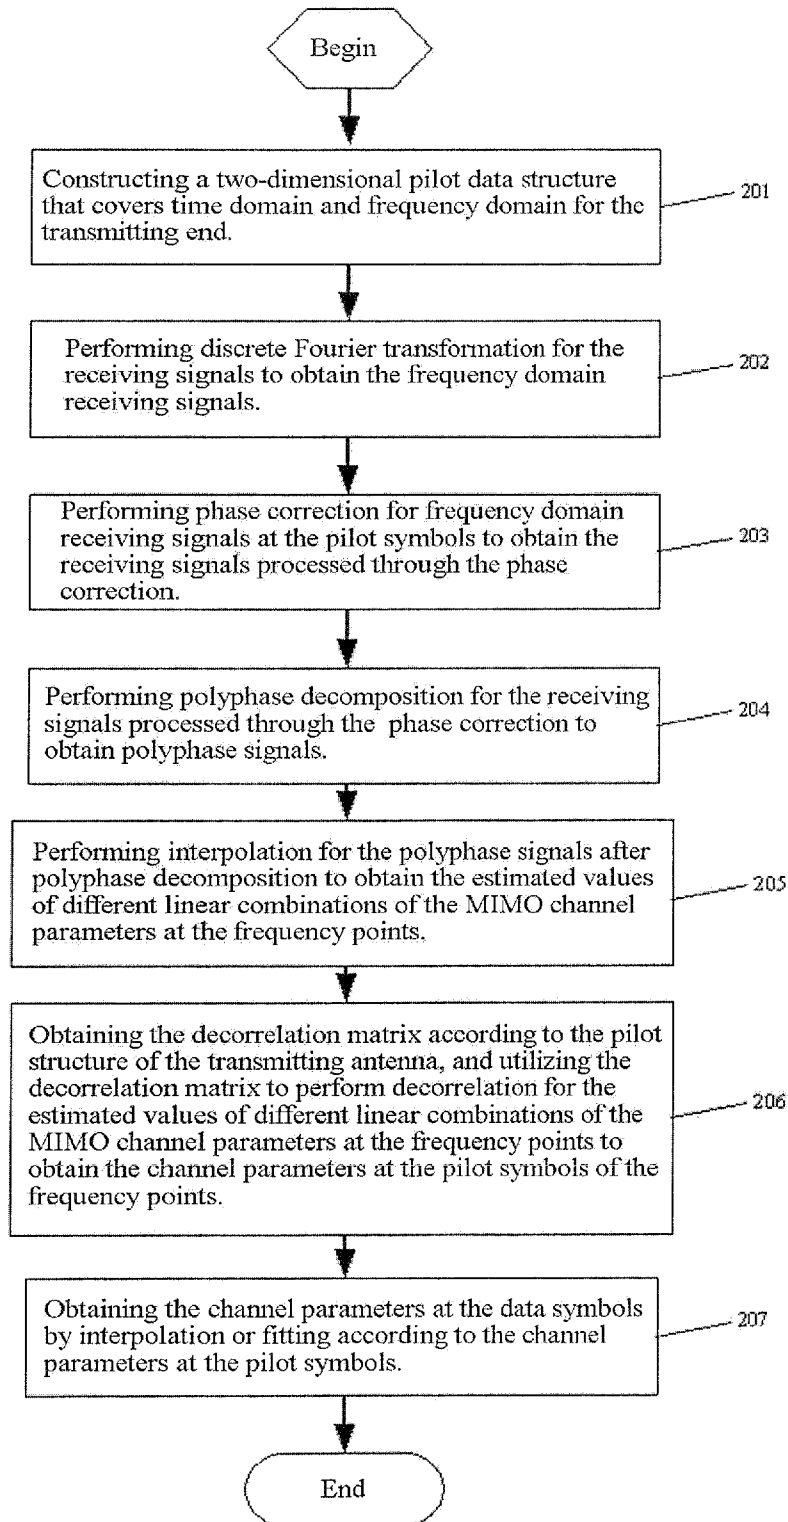 Begin
Constructing a two-dimensional pilot data structure
that covers time domain and frequency domain for the
transmitting end.
201
Performing discrete Fourier transformation for the
receiving signals to obtain the frequency domain
receiving signals.
202
Performing phase correction for frequency domain
receiving signals at the pilot symbols to obtain the
receiving signals processed through the phase
correction.
203
Performing polyphase decomposition for the receiving
signals processed through the phase correction to
obtain polyphase signals.
204
Performing interpolation for the polyphase signals after
polyphase decomposition to obtain the estimated values
of different linear combinations of the MIMO channel
parameters at the frequency points.
205
Obtaining the decorrelation matrix according to the pilot
structure of the transmitting antenna, and utilizing the
decorrelation matrix to perform decorrelation for the
estimated values of different linear combinations of the
MIMO channel parameters at the frequency points to
obtain the channel parameters at the pilot symbols of the
frequency points.
206
Obtaining the channel parameters at the data symbols
by interpolation or fitting according to the channel
parameters at the pilot symbols.
207
End